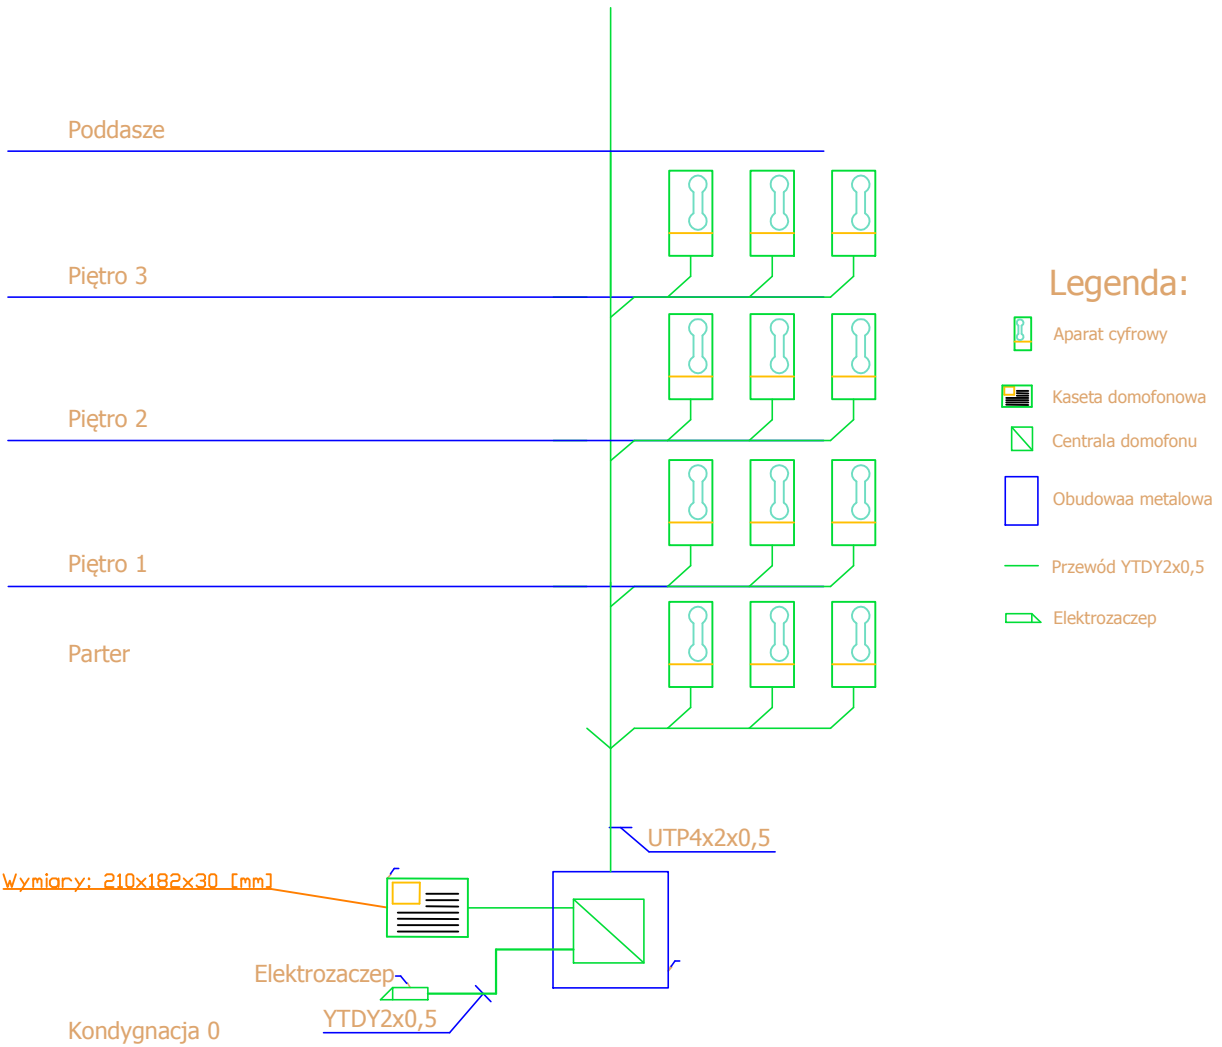 Poddasze
Piętro 3
Piętro 2
Piętro 1
Parter
UTP4x2x0,5
Wymiary: 210x182x30 [mm]
Elektrozaczep
YTDY2x0,5
Kondygnacja 0
Legenda:
Aparat cyfrowy
Kaseta domofonowa
Centrala domofonu
Obudowaa metalowa
Przewód YTDY2x0,5
Elektrozaczep